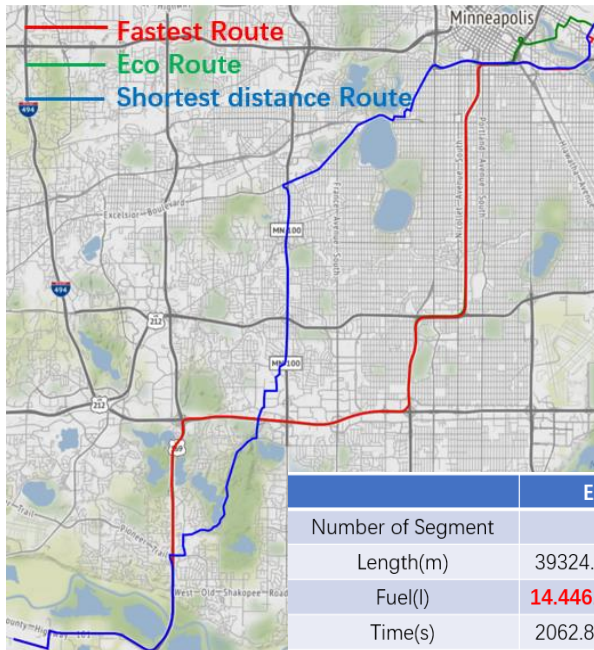 Minneapolis
Fastest Route
Eco Route
Shortest distance Route
494
Excelsior-Boulevard
MN 100
France-Avenue-South
Nicollet-Avenue-South
Portland-Avenue-South
Hiawatha-Avenue
494
212
MN 100
212
169
Trail
Pioneer-Trail
West-Old-Shakopee-Road
County-Highway-101
E
Number of Segment
Length(m) 39324.
Fuel(l) 14.446
Time(s) 2062.8